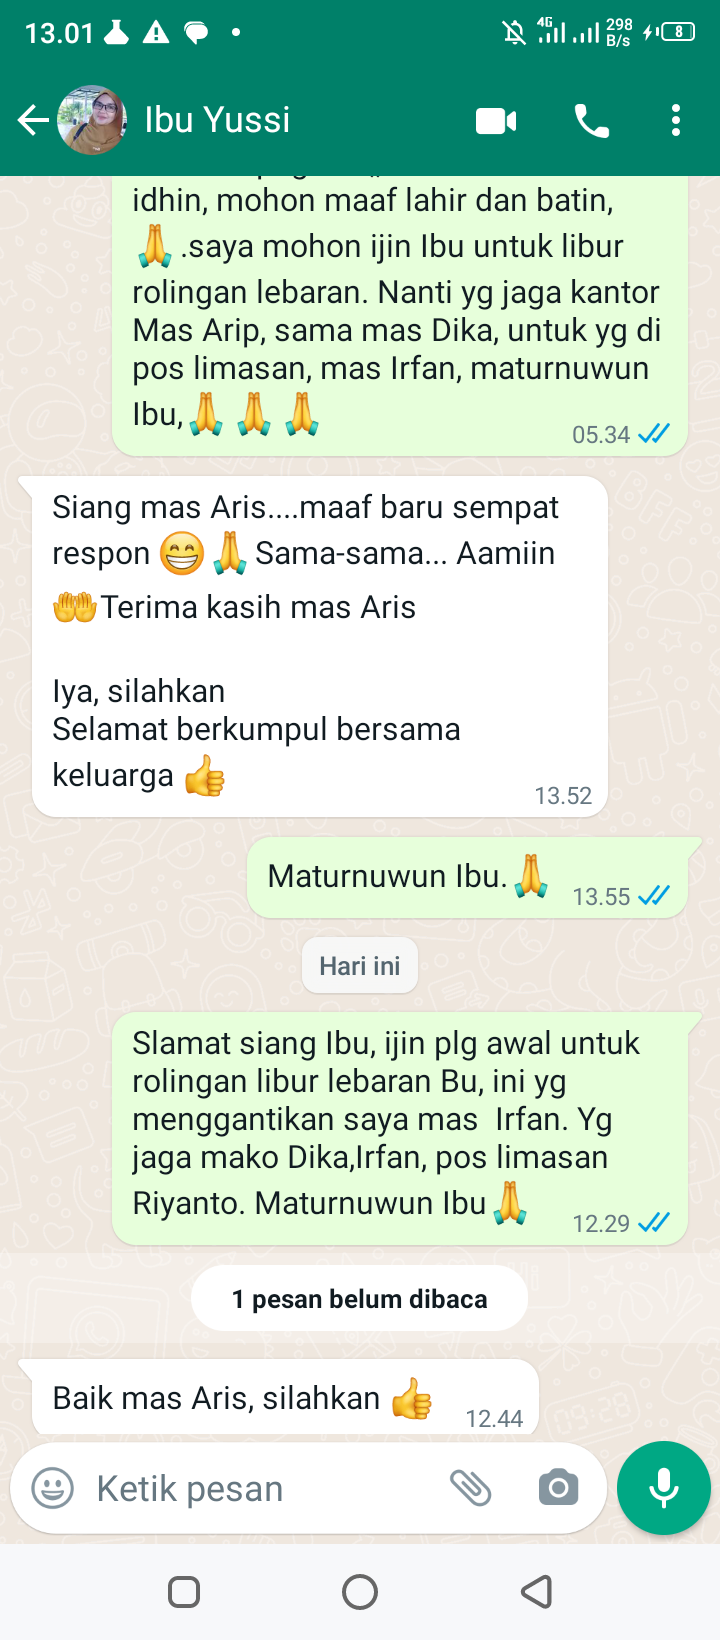 13.01
4G
298
B/s
8
Ibu Yussi
idhin, mohon maaf lahir dan batin,
🙏.saya mohon ijin Ibu untuk libur
rolingan lebaran. Nanti yg jaga kantor
Mas Arip, sama mas Dika, untuk yg di
pos limasan, mas Irfan, maturnuwun
Ibu,🙏🙏🙏
05.34
Siang mas Aris....maaf baru sempat
respon 😁🙏 Sama-sama... Aamiin
🤲Terima kasih mas Aris
Iya, silahkan
Selamat berkumpul bersama
keluarga 👍
13.52
Maturnuwun Ibu.🙏
13.55
Hari ini
Slamat siang Ibu, ijin plg awal untuk
rolingan libur lebaran Bu, ini yg
menggantikan saya mas  Irfan. Yg
jaga mako Dika,Irfan, pos limasan
Riyanto. Maturnuwun Ibu🙏
12.29
1 pesan belum dibaca
Baik mas Aris, silahkan 👍
12.44
Ketik pesan